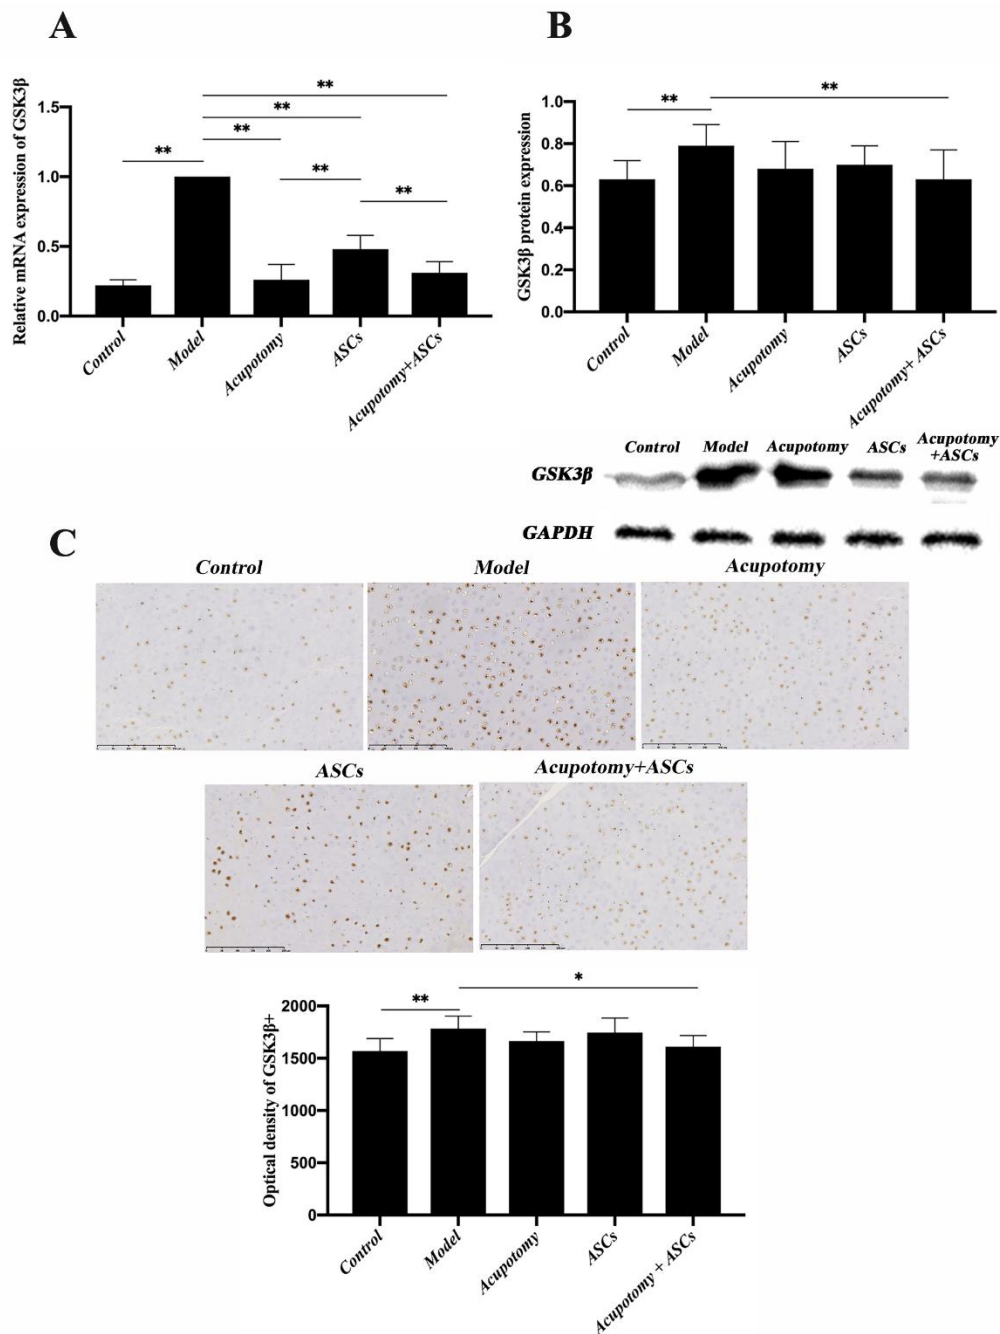 A
Relative mRNA expression of GSK3β
1.5
1.0
0.5
0.0
**
**
**
**
**
**
Control
Model
Acupotomy
ASCs
Acupotomy+ASCs
B
GSK3β protein expression
1.0
0.8
0.6
0.4
0.2
0.0
**
**
Control
Model
Acupotomy
ASCs
Acupotomy+ ASCs
Control Model Acupotomy ASCs Acupotomy
+ASCs
GSK3β
GAPDH
C
Control Model Acupotomy
ASCs Acupotomy+ASCs
Optical density of GSK3β+
2000
1500
1000
500
0
**
*
Control
Model
Acupotomy
ASCs
Acupotomy + ASCs